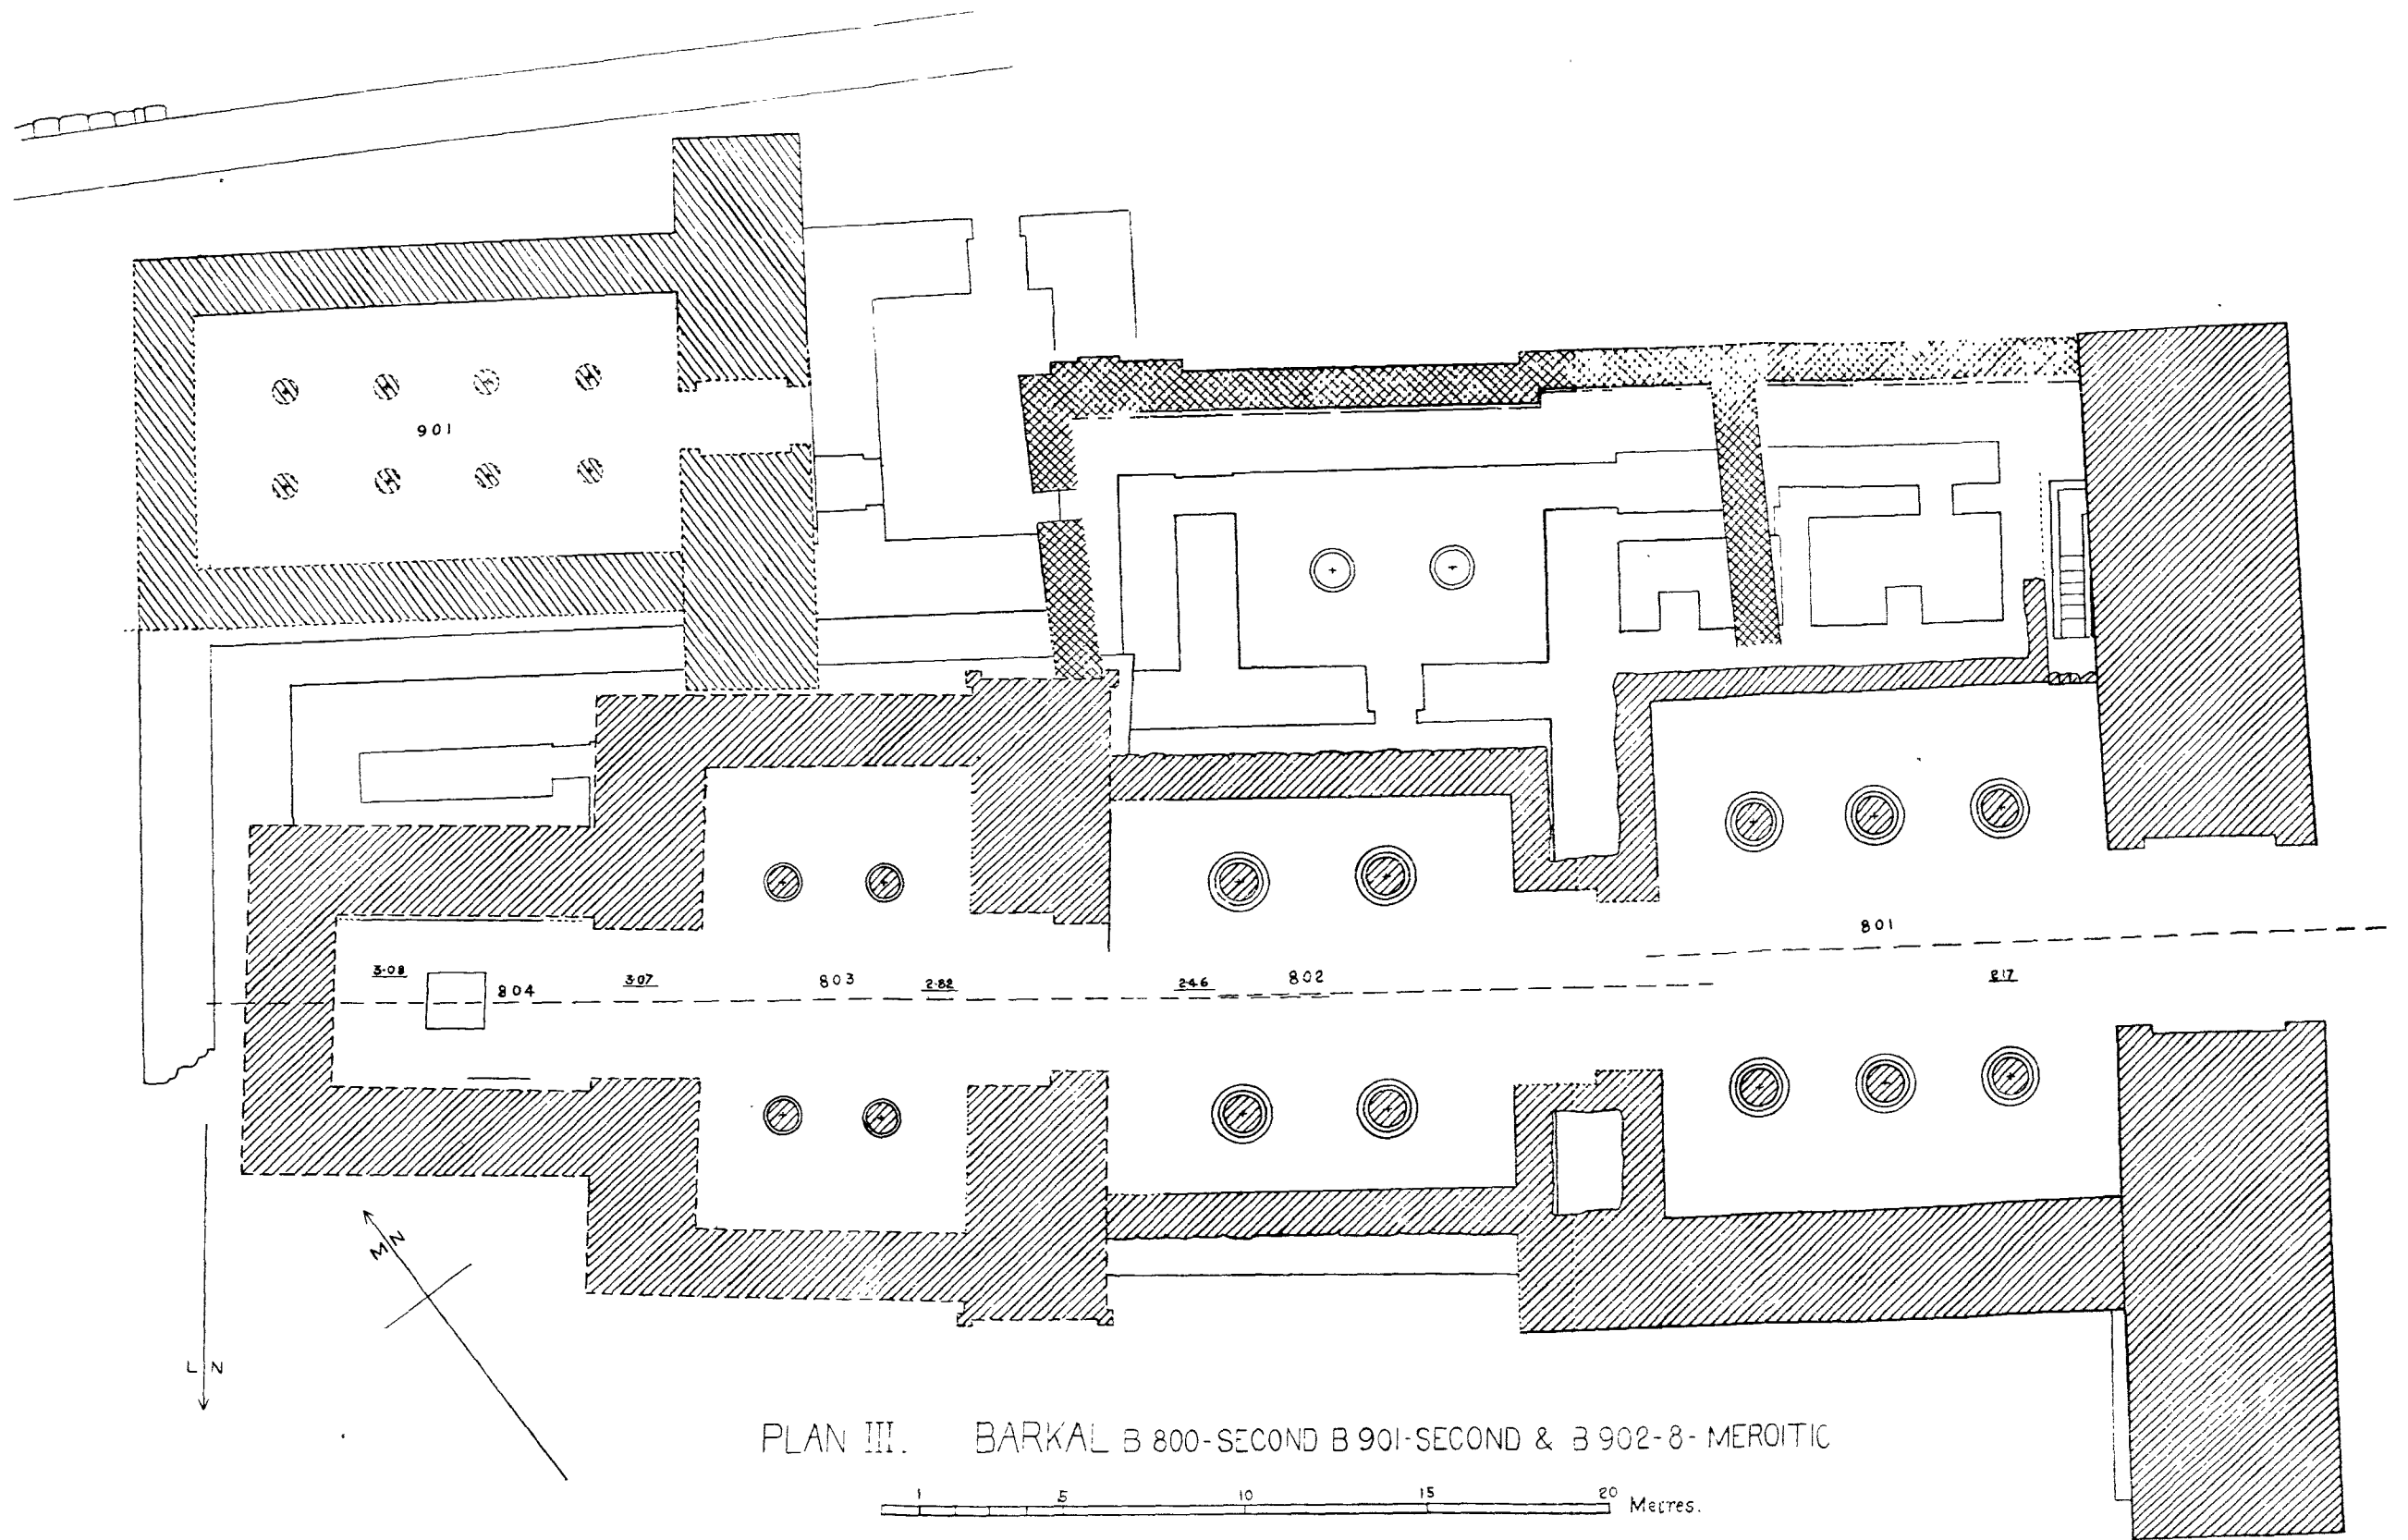 901
801
3·08
804
3·07
803
2·82
2·46
802
2·17
M N
L N
PLAN III. BARKAL B 800-SECOND B 901-SECOND & B 902-8- MEROITIC
1 5 10 15 20 Metres.